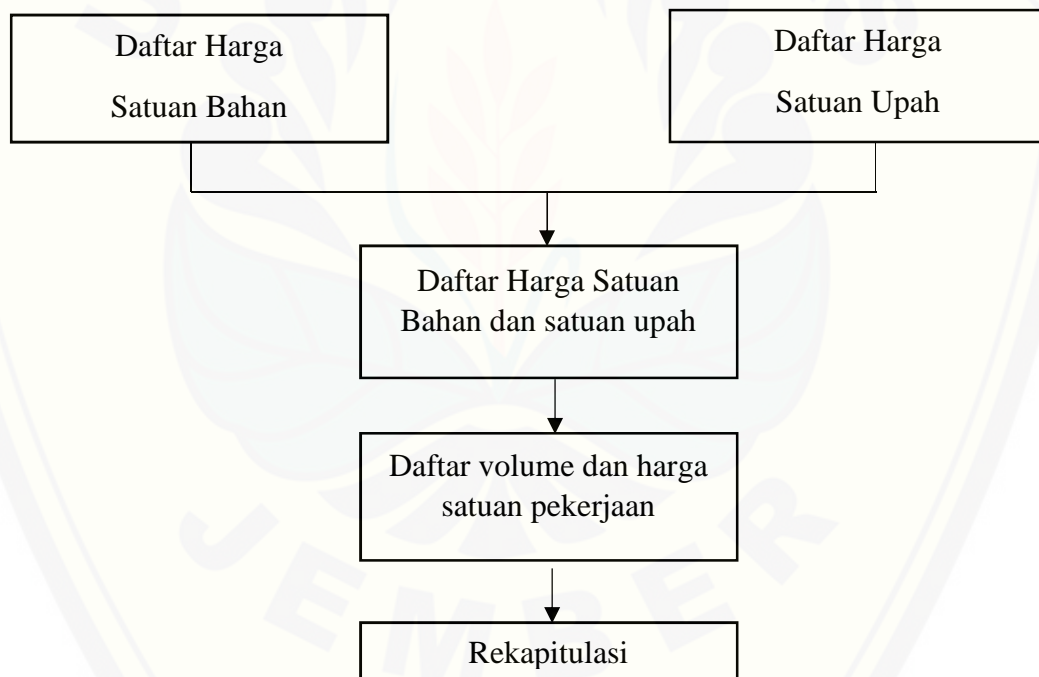 Daftar Harga
Satuan Bahan
Daftar Harga
Satuan Upah
Daftar Harga Satuan
Bahan dan satuan upah
Daftar volume dan harga
satuan pekerjaan
Rekapitulasi
JEMBER